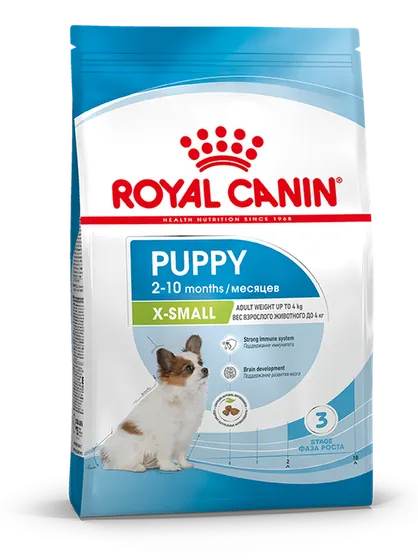 ROYAL CANIN®
HEALTH NUTRITION SINCE 1968
PUPPY
2-10 months/месяцев
X-SMALL
ADULT WEIGHT UP TO 4 kg
ВЕС ВЗРОСЛОГО ЖИВОТНОГО ДО 4 кг
Strong immune system
Поддержание иммунитета
Brain development
Поддержание развития мозга
3
STAGE
ФАЗА РОСТА
2
10